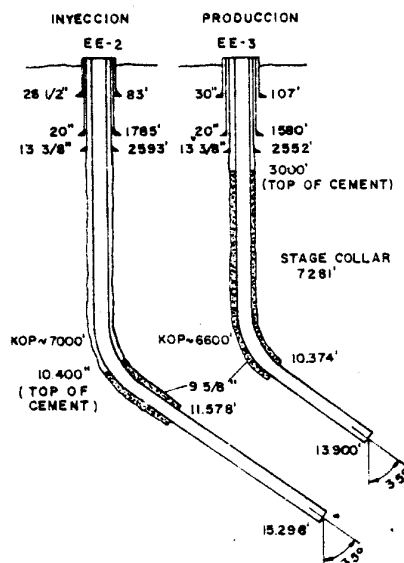 INYECCION
EE-2
PRODUCCION
EE-3
28 1/2" 83'
20" 1785'
13 3/8" 2593'
30" 107'
20" 1580'
13 3/8" 2552'
3000'
(TOP OF CEMENT)
STAGE COLLAR
7281'
KOP~7000'
10.400"
(TOP OF
CEMENT)
9 5/8"
11.578'
KOP~6600'
10.374'
13.900'
35°
15.298'
35°